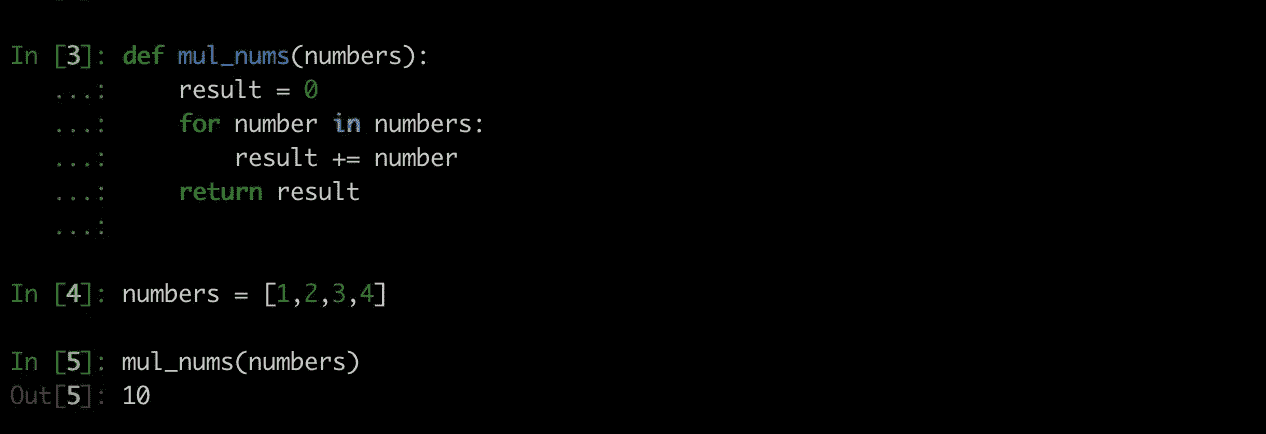 In [3]: def mul_nums(numbers):
   ...:     result = 0
   ...:     for number in numbers:
   ...:         result += number
   ...:     return result
   ...:
In [4]: numbers = [1,2,3,4]
In [5]: mul_nums(numbers)
Out[5]: 10